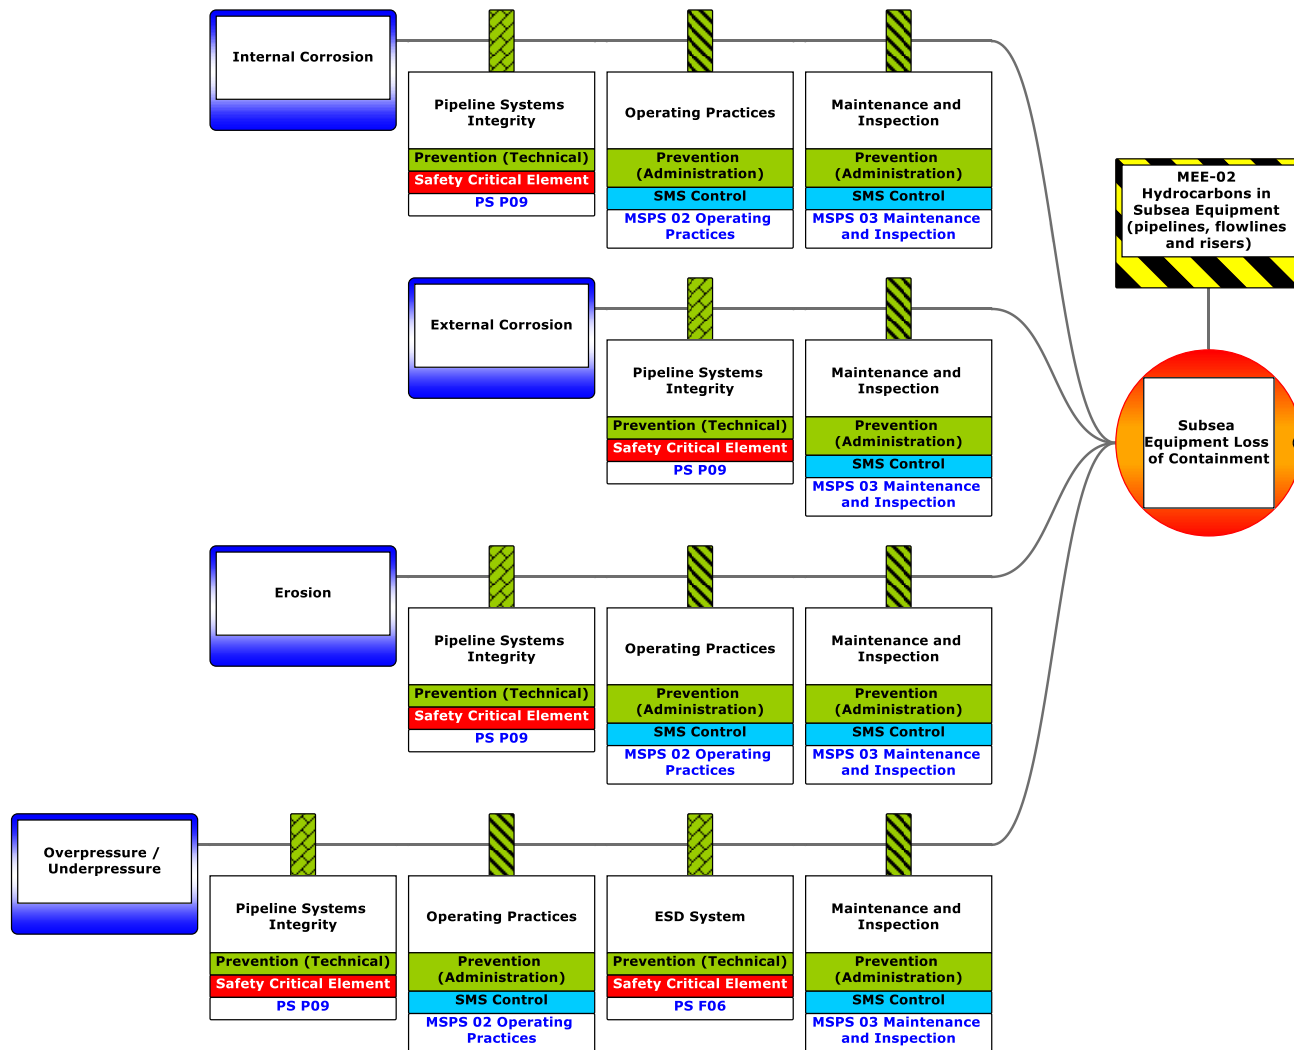 Internal Corrosion
Pipeline Systems
Integrity
Prevention (Technical)
Safety Critical Element
PS P09
Operating Practices
Prevention
(Administration)
SMS Control
MSPS 02 Operating
Practices
Maintenance and
Inspection
Prevention
(Administration)
SMS Control
MSPS 03 Maintenance
and Inspection
MEE-02
Hydrocarbons in
Subsea Equipment
(pipelines, flowlines
and risers)
External Corrosion
Pipeline Systems
Integrity
Prevention (Technical)
Safety Critical Element
PS P09
Maintenance and
Inspection
Prevention
(Administration)
SMS Control
MSPS 03 Maintenance
and Inspection
Subsea
Equipment Loss
of Containment
Erosion
Pipeline Systems
Integrity
Prevention (Technical)
Safety Critical Element
PS P09
Operating Practices
Prevention
(Administration)
SMS Control
MSPS 02 Operating
Practices
Maintenance and
Inspection
Prevention
(Administration)
SMS Control
MSPS 03 Maintenance
and Inspection
Overpressure /
Underpressure
Pipeline Systems
Integrity
Prevention (Technical)
Safety Critical Element
PS P09
Operating Practices
Prevention
(Administration)
SMS Control
MSPS 02 Operating
Practices
ESD System
Prevention (Technical)
Safety Critical Element
PS F06
Maintenance and
Inspection
Prevention
(Administration)
SMS Control
MSPS 03 Maintenance
and Inspection